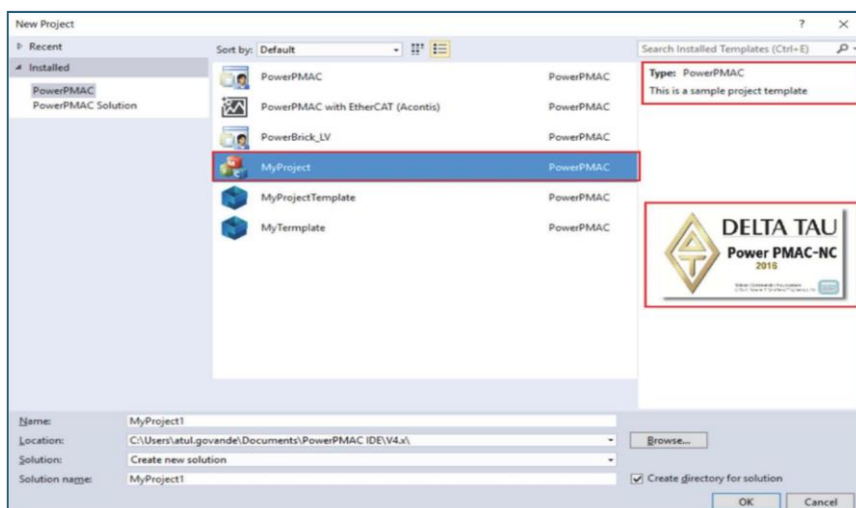 New Project
? ×
Recent
Sort by: Default
Search Installed Templates (Ctrl+E)
Installed
PowerPMAC
PowerPMAC Solution
PowerPMAC PowerPMAC
PowerPMAC with EtherCAT (Acontis) PowerPMAC
PowerBrick_LV PowerPMAC
MyProject PowerPMAC
MyProjectTemplate PowerPMAC
MyTermplate PowerPMAC
Type: PowerPMAC
This is a sample project template
DELTA TAU
Power PMAC-NC
2016
Name: MyProject1
Location: C:\Users\atul.govande\Documents\PowerPMAC IDE\V4.x\
Browse...
Solution: Create new solution
Solution name: MyProject1
Create directory for solution
OK Cancel